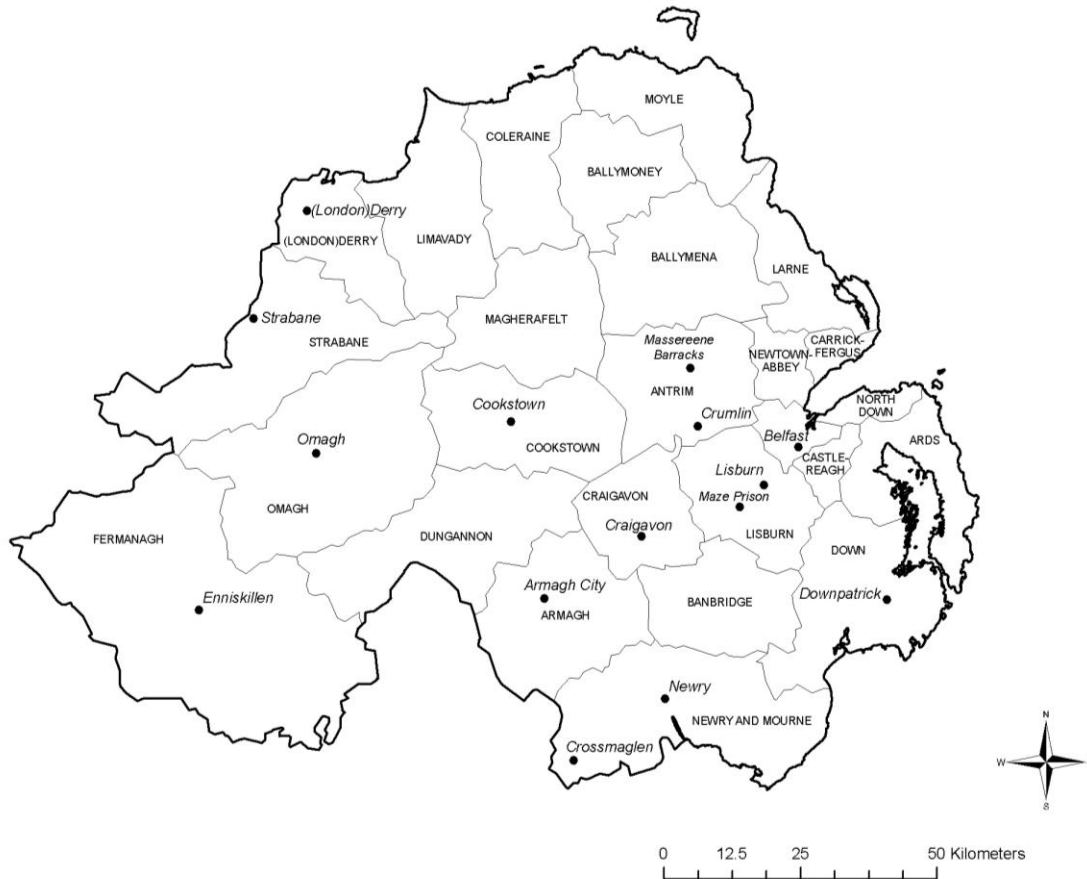 MOYLE
COLERAINE
BALLYMONEY
(London)Derry
(LONDON)DERRY
LIMAVADY
BALLYMENA
LARNE
Strabane
STRABANE
MAGHERAFELT
Massereene
Barracks
NEWTOWN-
ABBEY
CARRICK-
FERGUS
ANTRIM
Cookstown
COOKSTOWN
Crumlin
NORTH
DOWN
Omagh
OMAGH
Belfast
CASTLE-
REAGH
ARDS
Lisburn
Maze Prison
LISBURN
CRAIGAVON
Craigavon
FERMANAGH
DUNGANNON
DOWN
Enniskillen
Armagh City
ARMAGH
BANBRIDGE
Downpatrick
Newry
NEWRY AND MOURNE
Crossmaglen
N
W
E
S
0 12.5 25 50 Kilometers